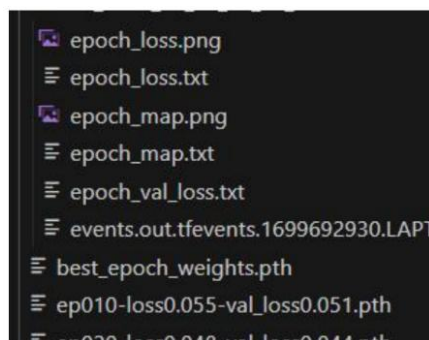 epoch_loss.png
epoch_loss.txt
epoch_map.png
epoch_map.txt
epoch_val_loss.txt
events.out.tfevents.1699692930.LAPT
best_epoch_weights.pth
ep010-loss0.055-val_loss0.051.pth